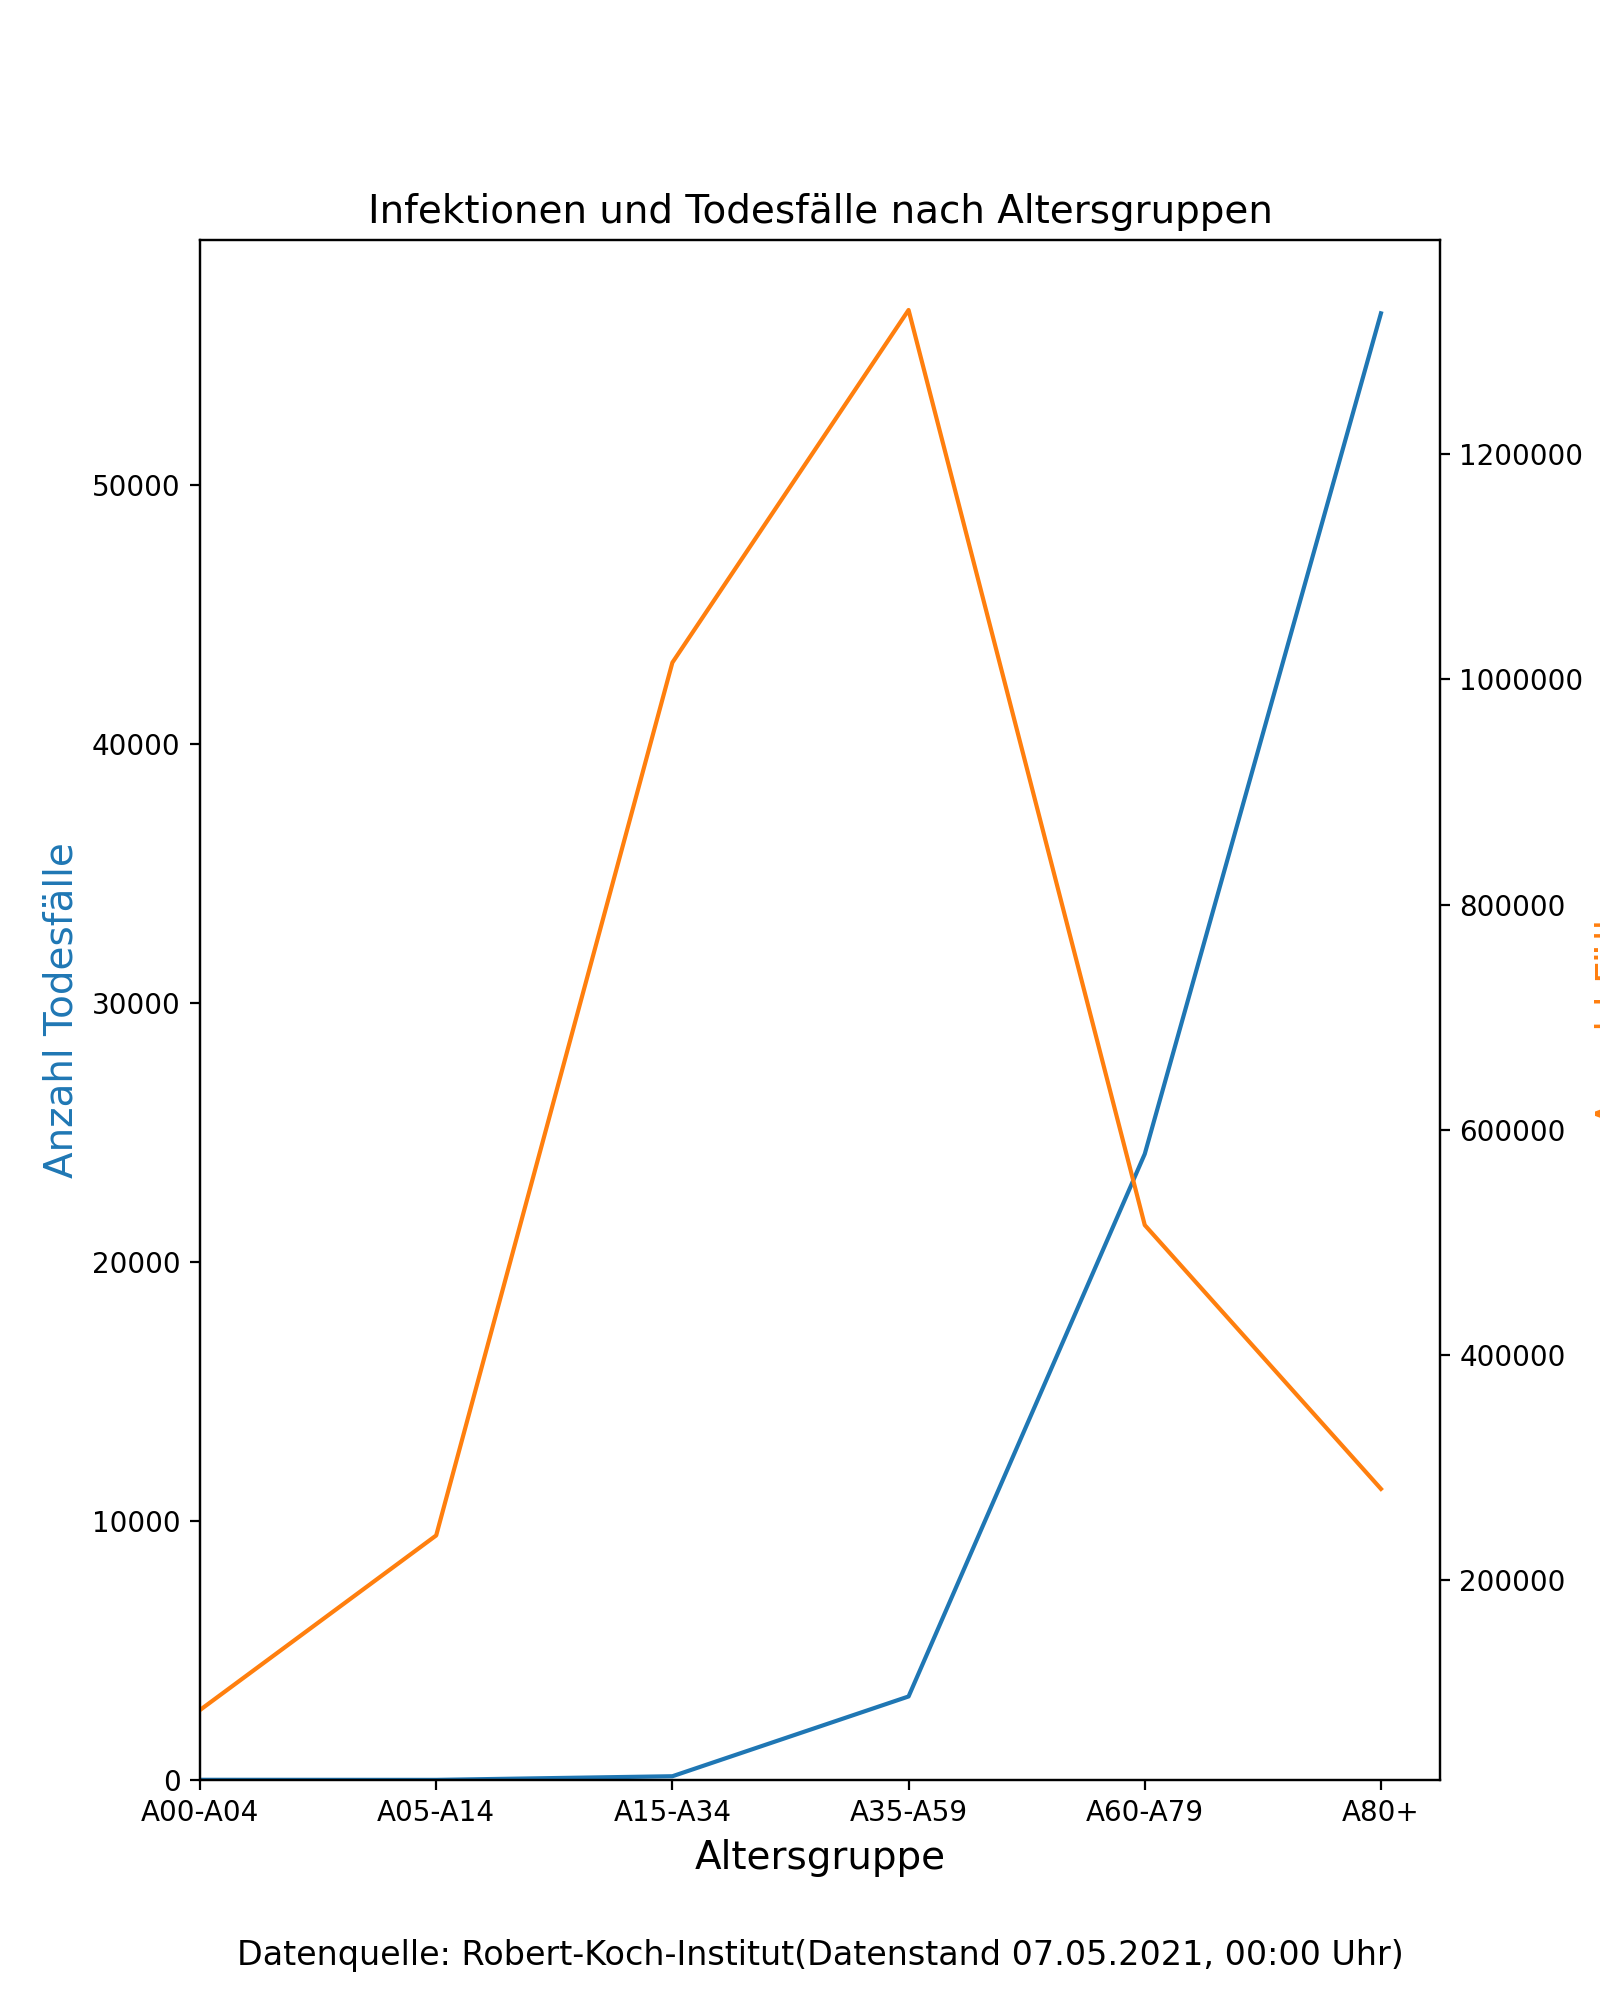 Infektionen und Todesfälle nach Altersgruppen
50000
40000
30000
20000
10000
0
Anzahl Todesfälle
1200000
1000000
800000
600000
400000
200000
A00-A04 A05-A14 A15-A34 A35-A59 A60-A79 A80+
Altersgruppe
Datenquelle: Robert-Koch-Institut(Datenstand 07.05.2021, 00:00 Uhr)